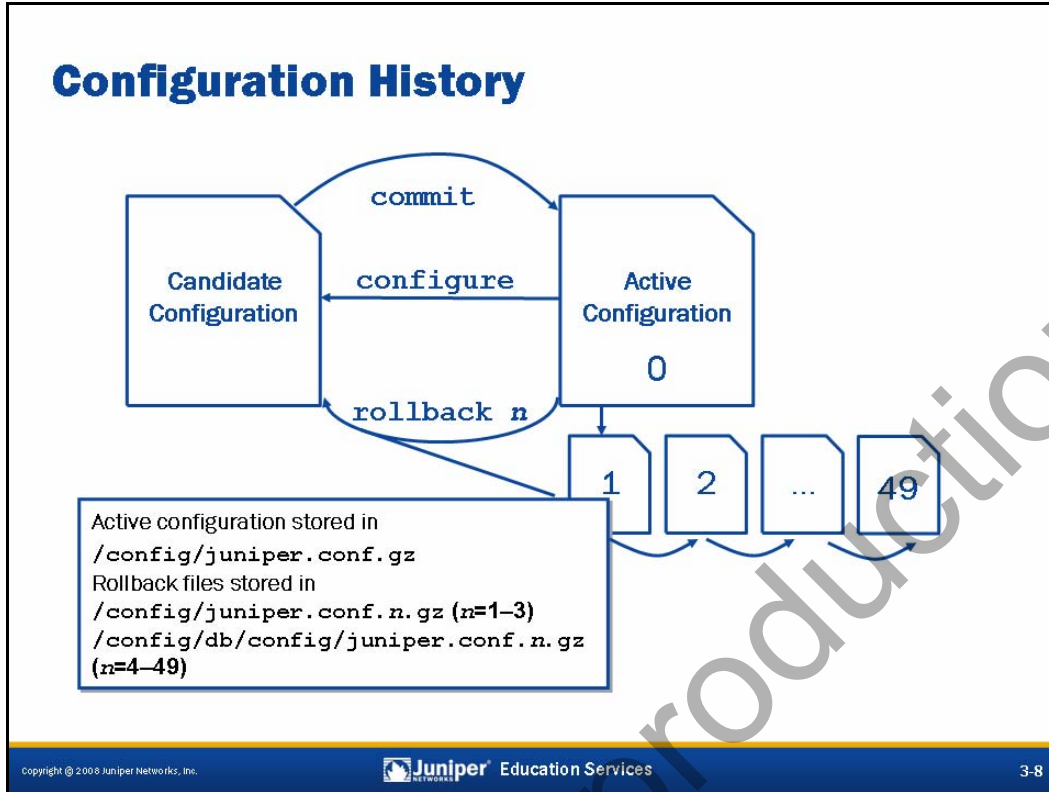 Configuration History
commit
Candidate
Configuration
configure
Active
Configuration
0
rollback n
1
2
...
49
Active configuration stored in
/config/juniper.conf.gz
Rollback files stored in
/config/juniper.conf.n.gz (n=1–3)
/config/db/config/juniper.conf.n.gz
(n=4–49)
Copyright © 2008 Juniper Networks, Inc.
Juniper
NETWORKS
Education Services
3-8